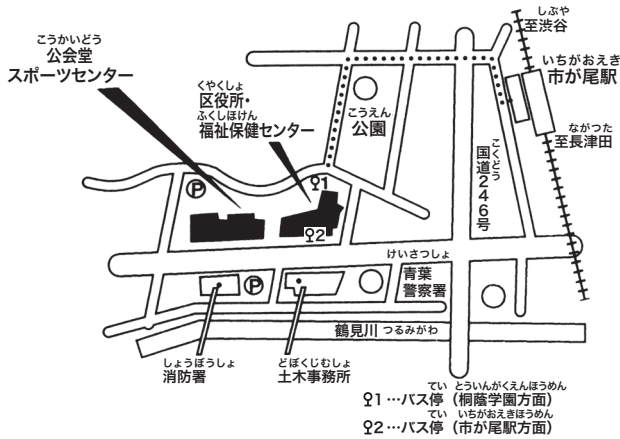 しぶや
至渋谷
こうかいどう
公会堂
スポーツセンター
くやくしょ
区役所・
ふくしほけん
福祉保健センター
こうえん
公園
いちがおえき
市が尾駅
ながつた
至長津田
こくどう
国道246号
P
1
2
けいさつしょ
青葉
警察署
P
鶴見川 つるみがわ
しょうぼうしょ
消防署
どぼくじむしょ
土木事務所
てい とういんがくえんほうめん
1…バス停（桐蔭学園方面）
てい いちがおえきほうめん
2…バス停（市が尾駅方面）